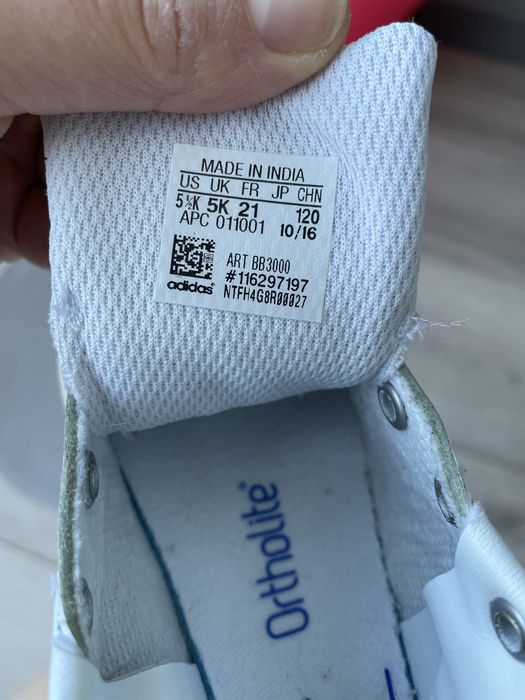 MADE IN INDIA
US UK FR JP CHN
5½K 5K 21 120
APC 011001 10/16
ART BB3000
#116297197
adidas NTFH4G8R00027
OrthoLite